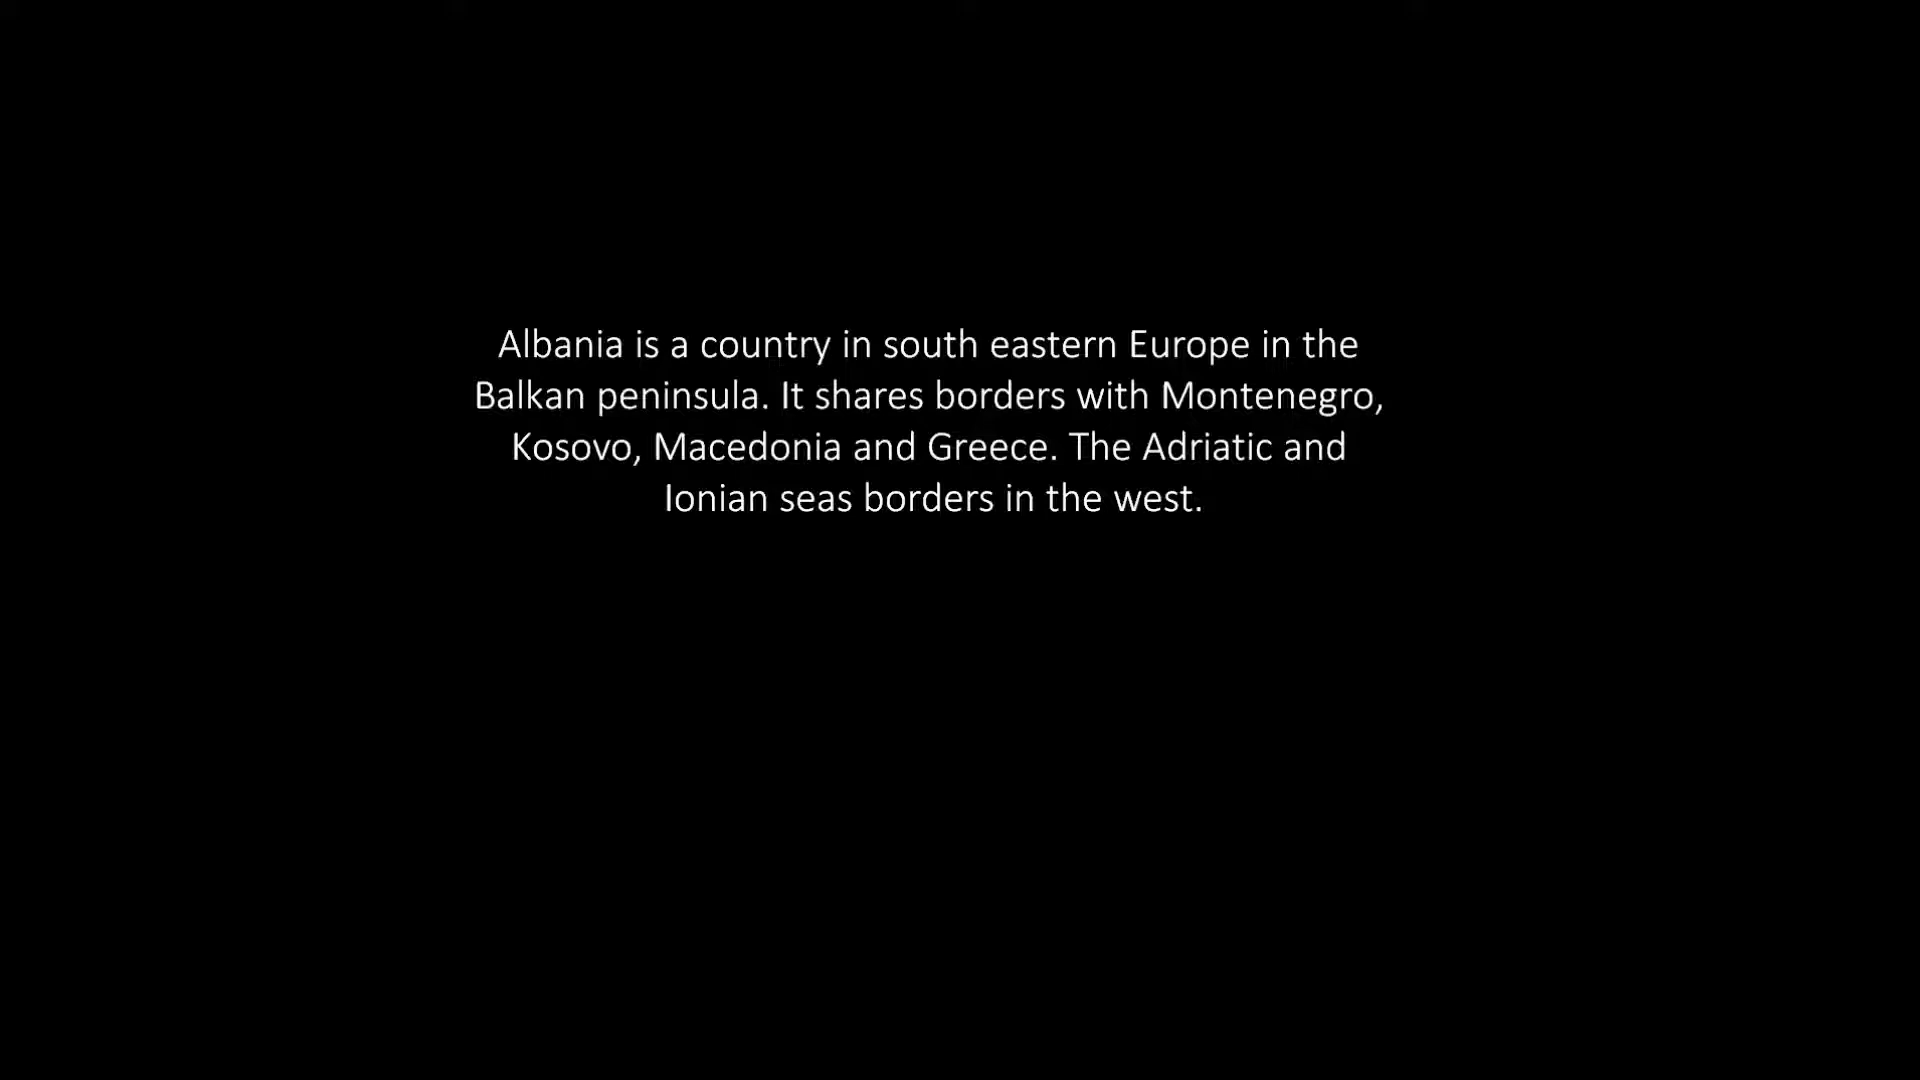 Albania is a country in south eastern Europe in the
Balkan peninsula. It shares borders with Montenegro,
Kosovo, Macedonia and Greece. The Adriatic and
Ionian seas borders in the west.